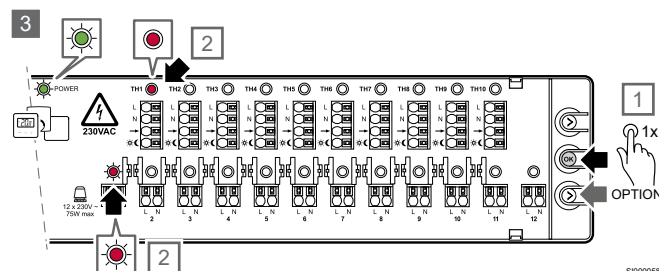 3
2
1
POWER
TH1 TH2 TH3 TH4 TH5 TH6 TH7 TH8 TH9 TH10
L
N
230VAC
1x
OK
OPTION
12 x 230V ~
75W max
L N L N L N L N L N L N L N L N L N L N L N
2 3 4 5 6 7 8 9 10 11 12
2